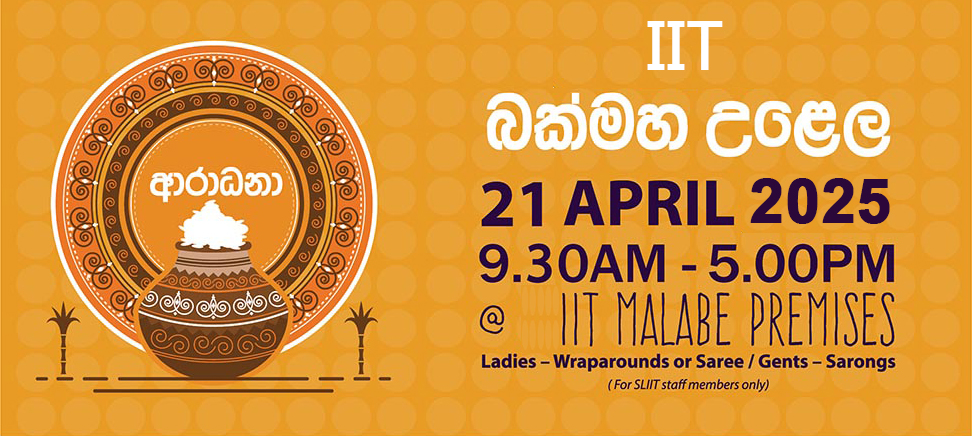 ආරාධනා
IIT
බක්මහ උළෙල
21 APRIL 2025
9.30AM - 5.00PM
@ IIT MALABE PREMISES
Ladies – Wraparounds or Saree / Gents – Sarongs
( For SLIIT staff members only)